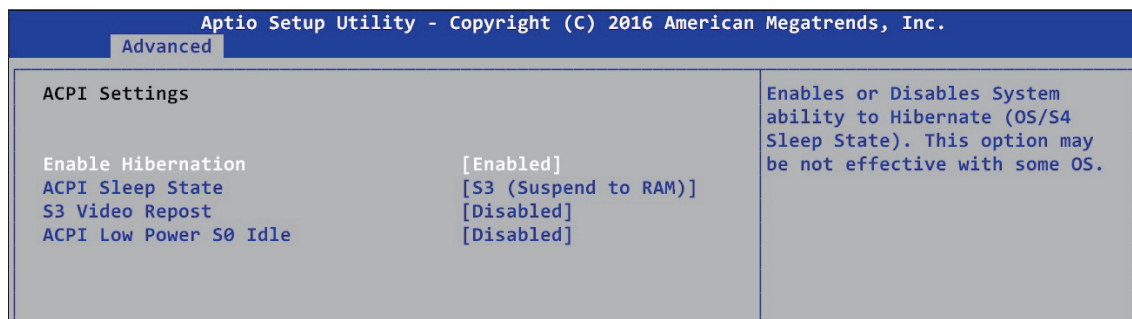 Aptio Setup Utility - Copyright (C) 2016 American Megatrends, Inc.
Advanced
ACPI Settings
Enable Hibernation [Enabled]
ACPI Sleep State [S3 (Suspend to RAM)]
S3 Video Repost [Disabled]
ACPI Low Power S0 Idle [Disabled]
Enables or Disables System
ability to Hibernate (OS/S4
Sleep State). This option may
be not effective with some OS.